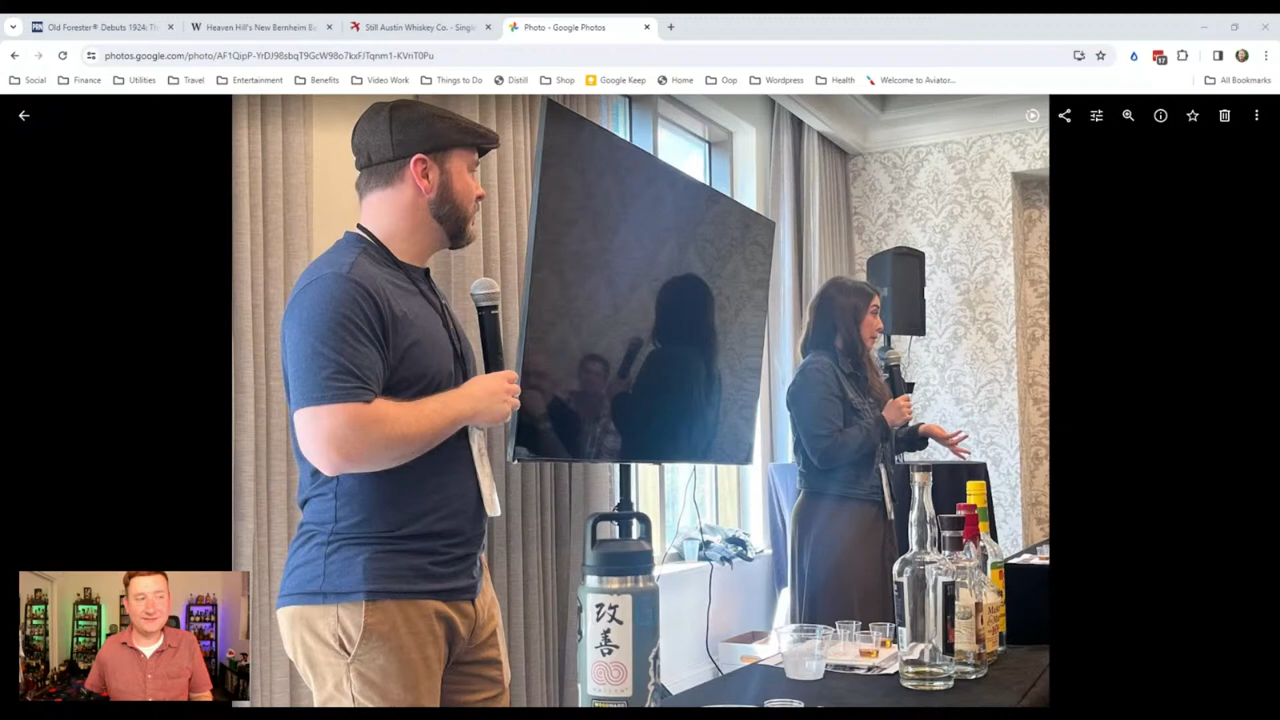 Old Forester® Debuts 1924: Th
Heaven Hill's New Bernheim Ba
Still Austin Whiskey Co. - Singl
Photo - Google Photos
photos.google.com/photo/AF1QipP-YrDJ98sbqT9GcW98o7kxFJTqnm1-KVnT0Pu
Social
Finance
Utilities
Travel
Entertainment
Benefits
Video Work
Things to Do
Distill
Shop
Google Keep
Home
Oop
Wordpress
Health
Welcome to Aviator...
All Bookmarks
17
改
善